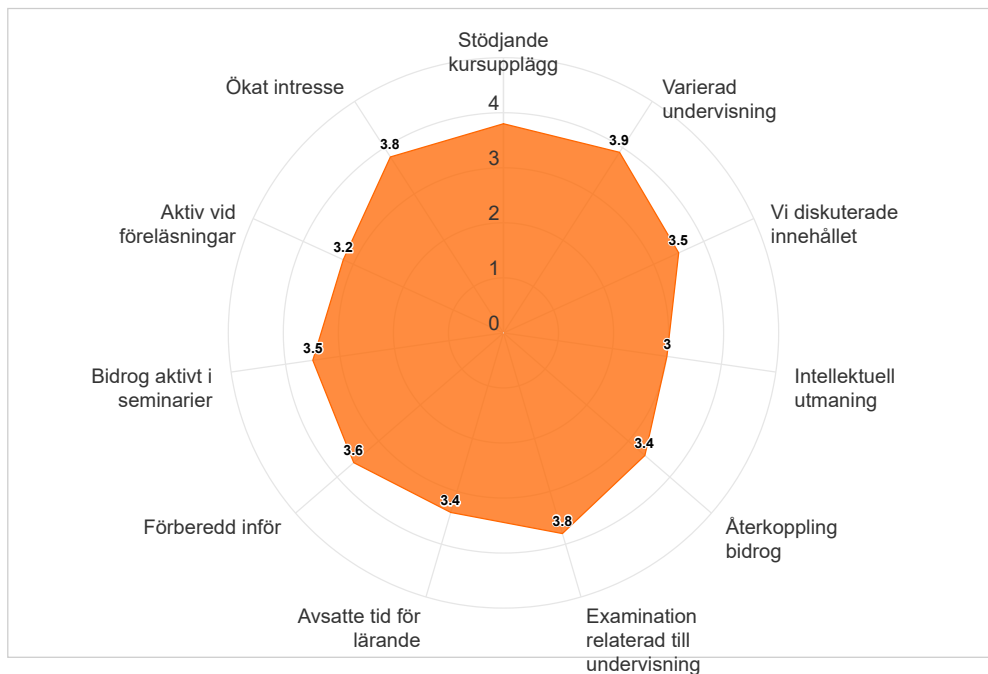 Stödjande
kursupplägg
Ökat intresse
Varierad
undervisning
4
3.8
3.9
3
Aktiv vid
föreläsningar
Vi diskuterade
innehållet
2
3.2
3.5
1
0
3.5
3
Bidrog aktivt i
seminarier
Intellektuell
utmaning
3.6
3.4
3.4
3.8
Förberedd inför
Återkoppling
bidrog
Avsatte tid för
lärande
Examination
relaterad till
undervisning